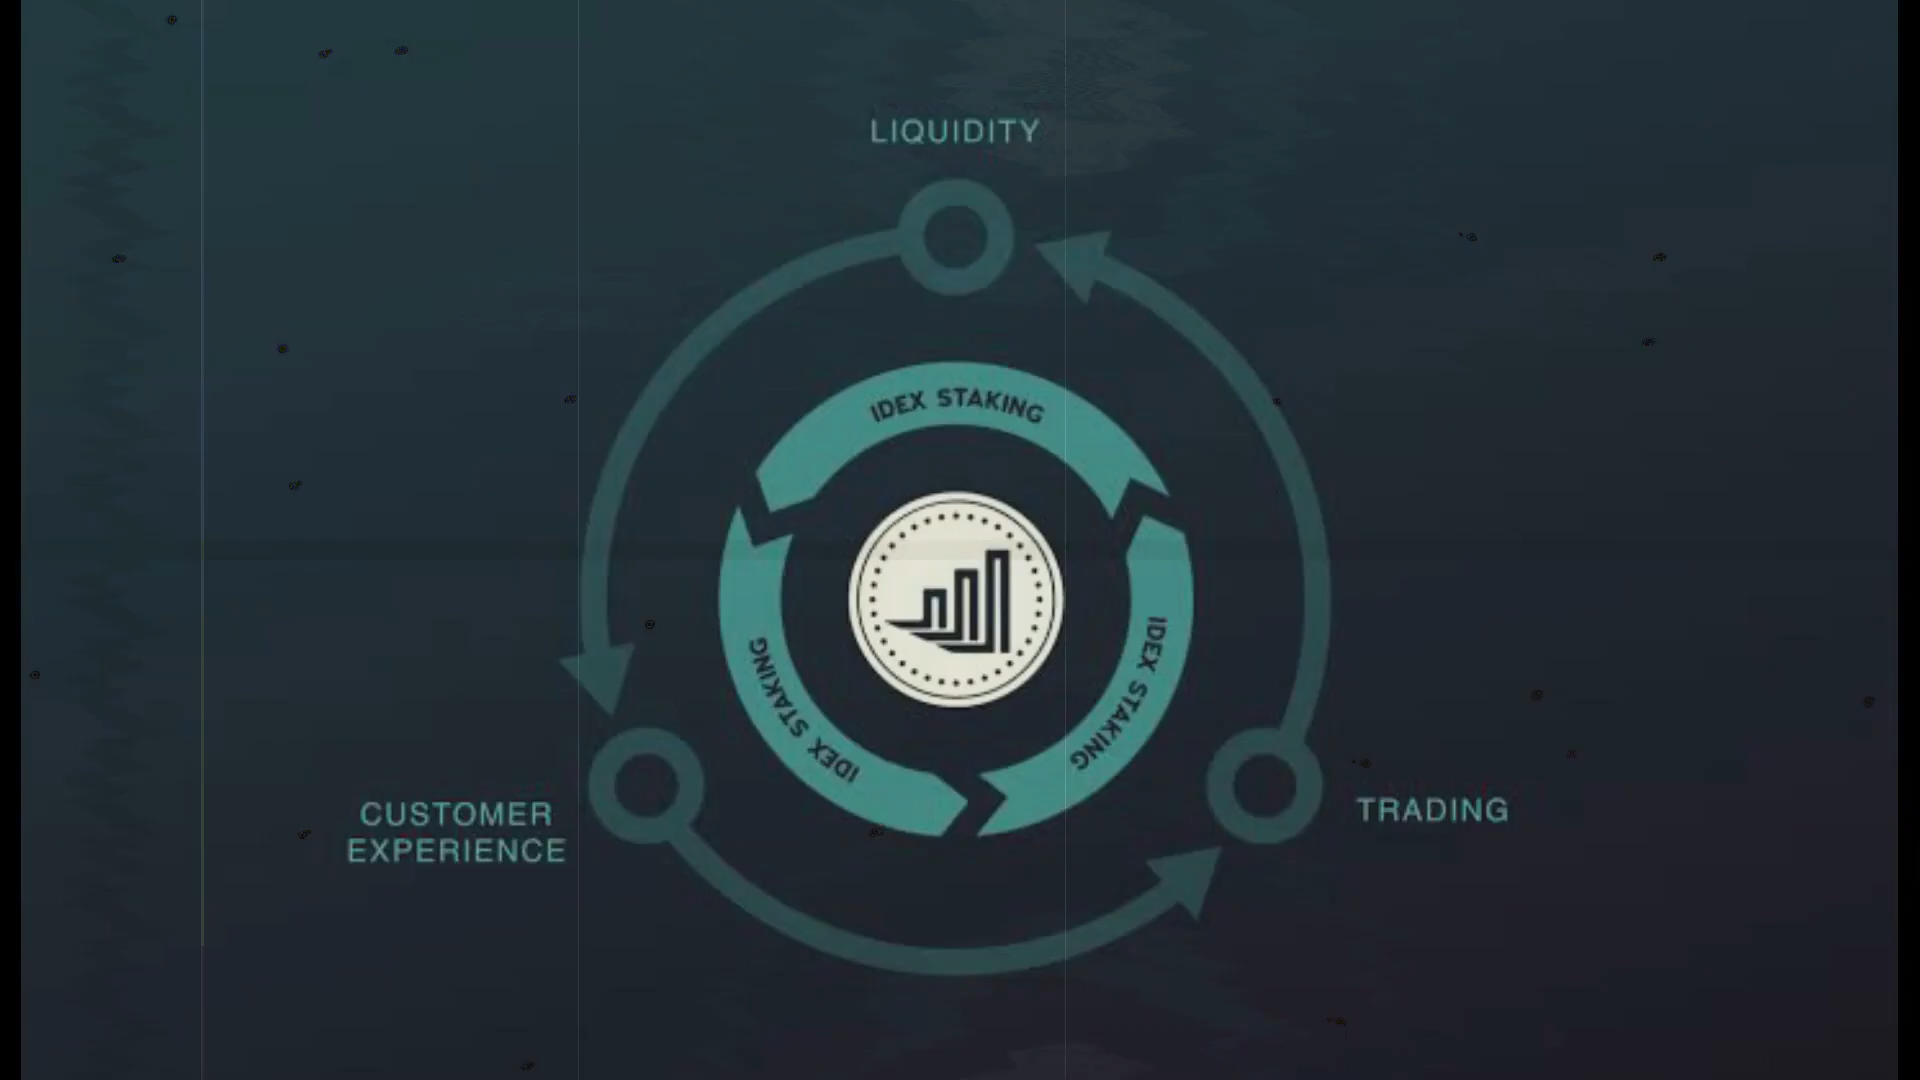 LIQUIDITY
IDEX STAKING
IDEX STAKING
IDEX STAKING
CUSTOMER
EXPERIENCE
TRADING